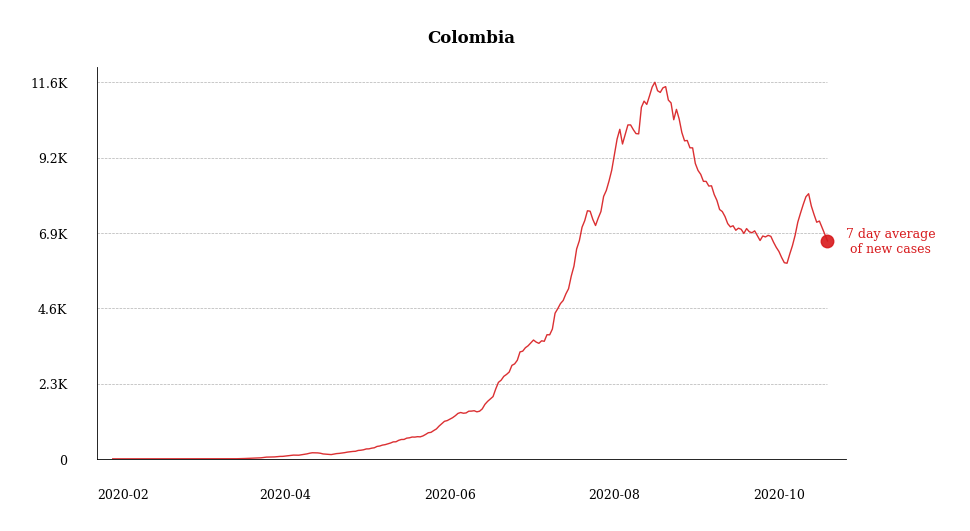 Colombia
11.6K
9.2K
6.9K
4.6K
2.3K
0
7 day average
of new cases
2020-02
2020-04
2020-06
2020-08
2020-10